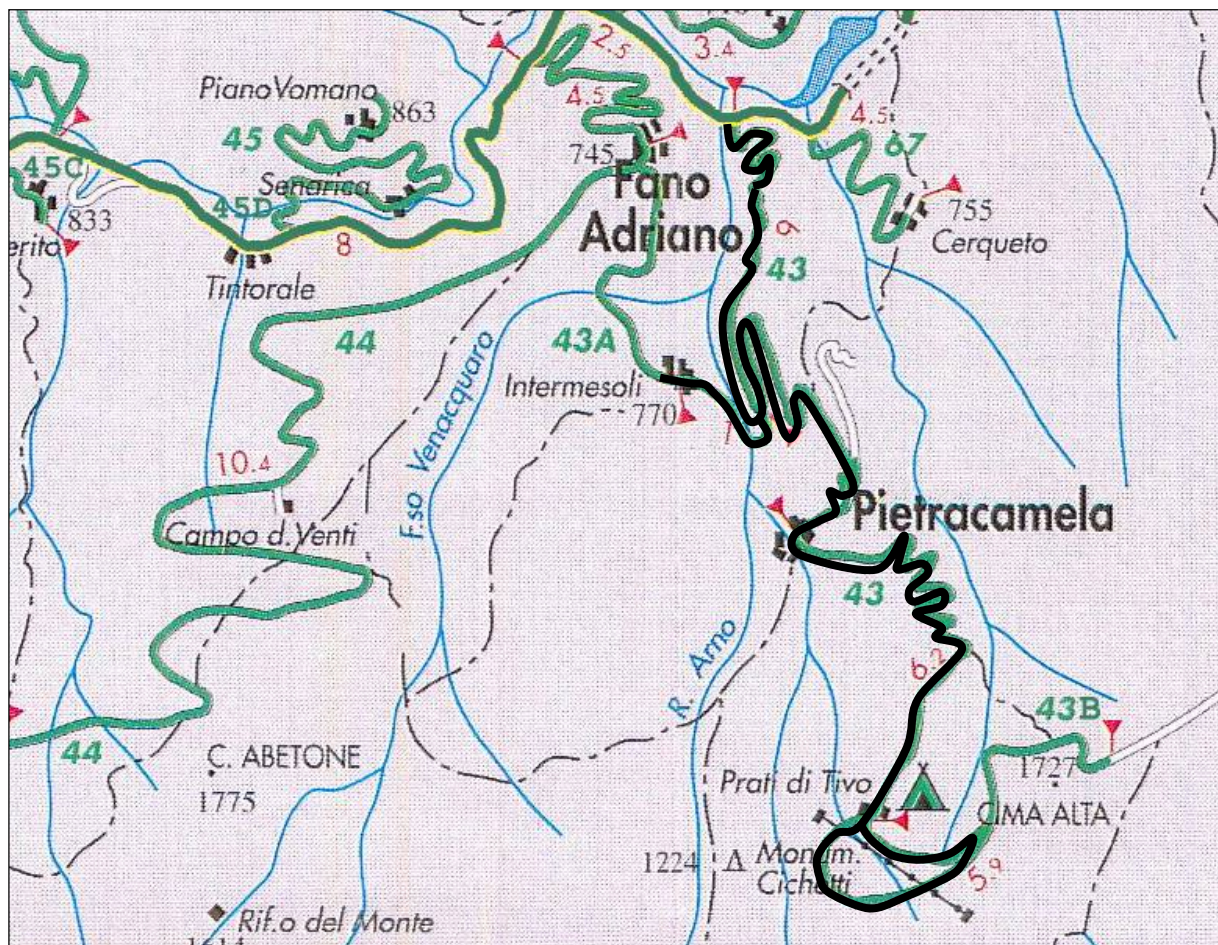 2.5
3.4
Piano Vomano
863
45
4.5
4.5
67
45C
833
erito
45D
Senarica
8
745
Fano
Adriano
755
Cerqueto
9
43
Tintorale
44
43A
Intermesoli
770
1
F.so Venacquaro
10.4
Campo d. Venti
Pietracamela
43
R. Arno
6.2
44
C. ABETONE
1775
43B
1727
Prati di Tivo
CIMA ALTA
1224
Δ Monum.
Cichetti
5.9
Rif.o del Monte
1614